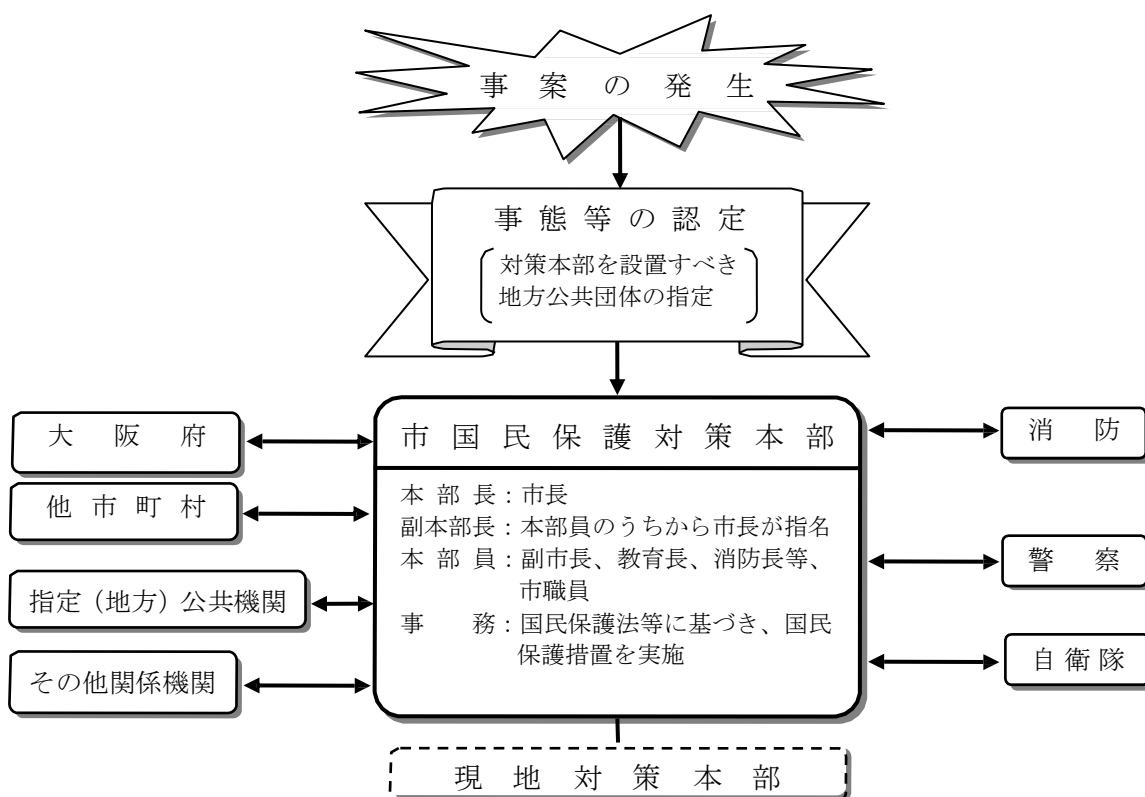 事案の発生
事態等の認定
対策本部を設置すべき
地方公共団体の指定
市国民保護対策本部
本部長：市長
副本部長：本部員のうちから市長が指名
本部員：副市長、教育長、消防長等、
市職員
事務：国民保護法等に基づき、国民
保護措置を実施
大阪府
他市町村
指定（地方）公共機関
その他関係機関
消防
警察
自衛隊
現地対策本部